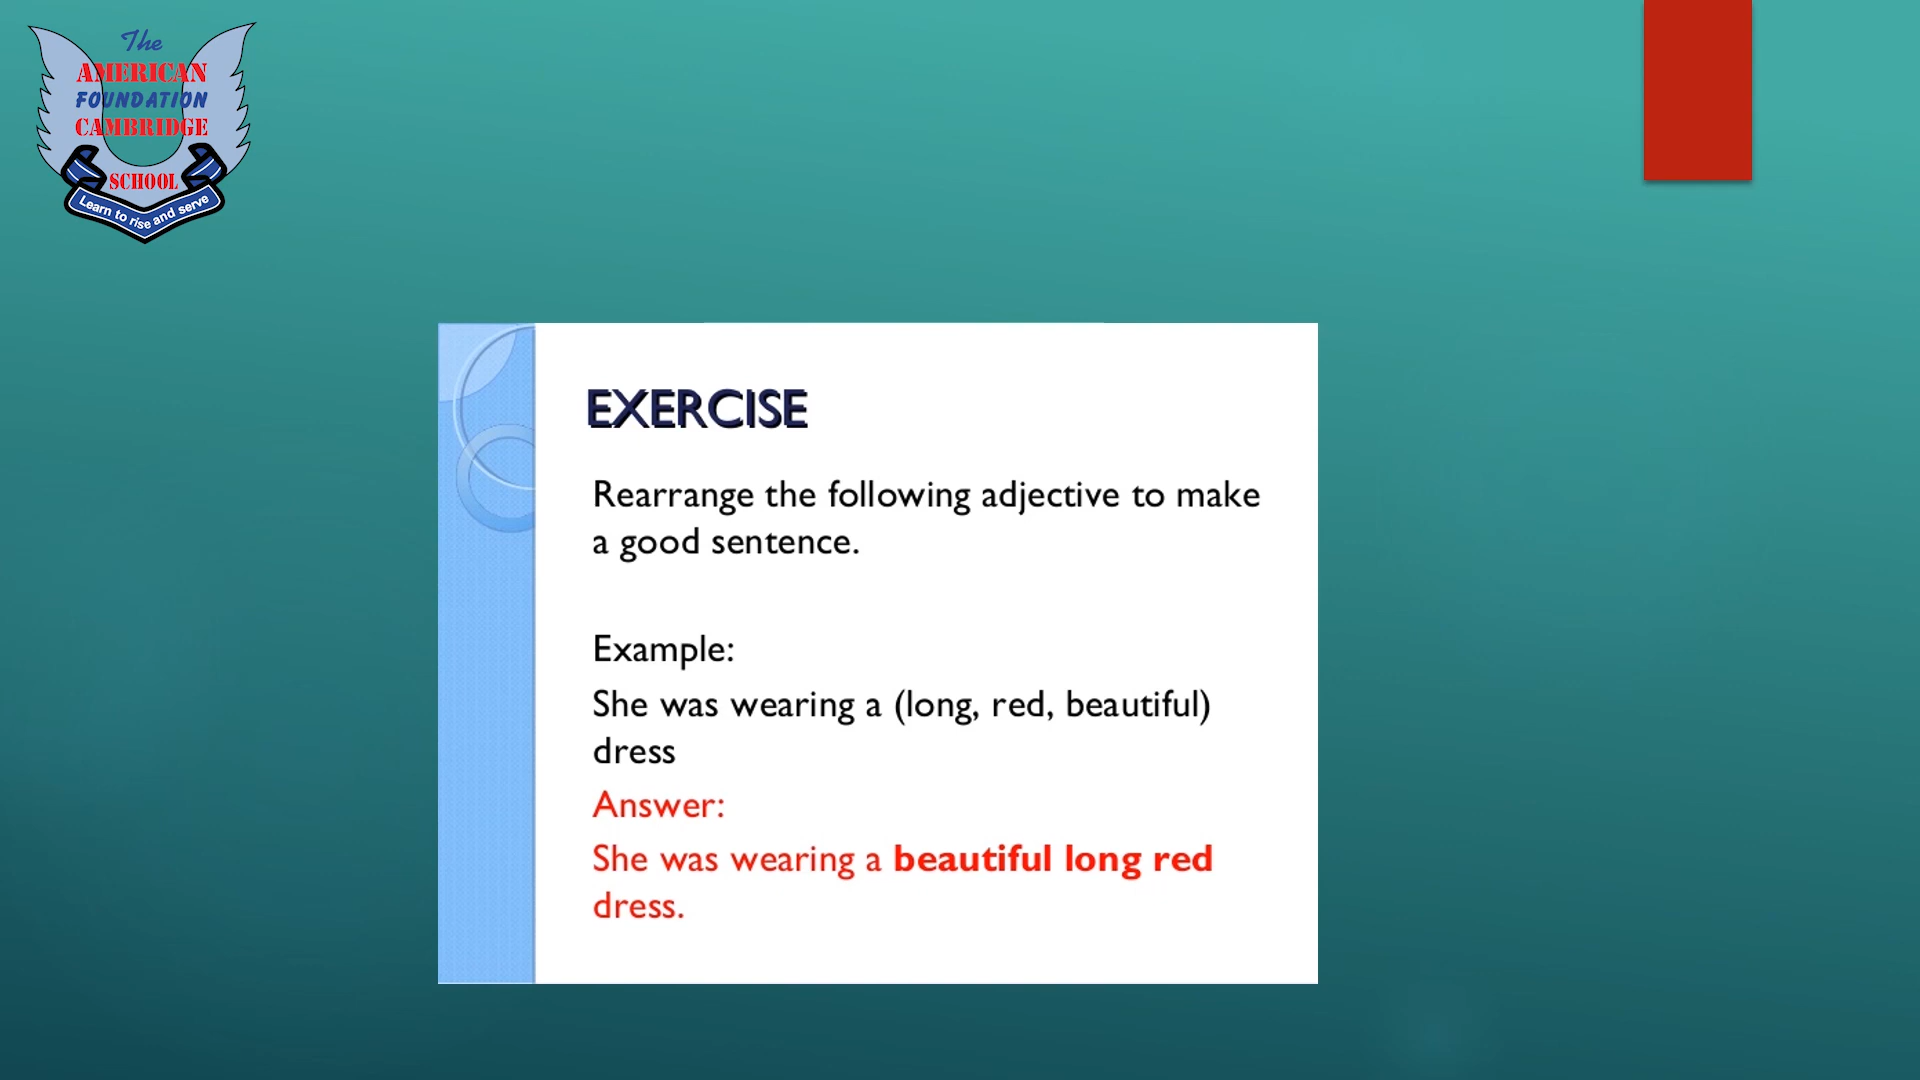 The
AMERICAN
FOUNDATION
CAMBRIDGE
SCHOOL
Learn to rise and serve
EXERCISE
Rearrange the following adjective to make
a good sentence.
Example:
She was wearing a (long, red, beautiful)
dress
Answer:
She was wearing a beautiful long red
dress.